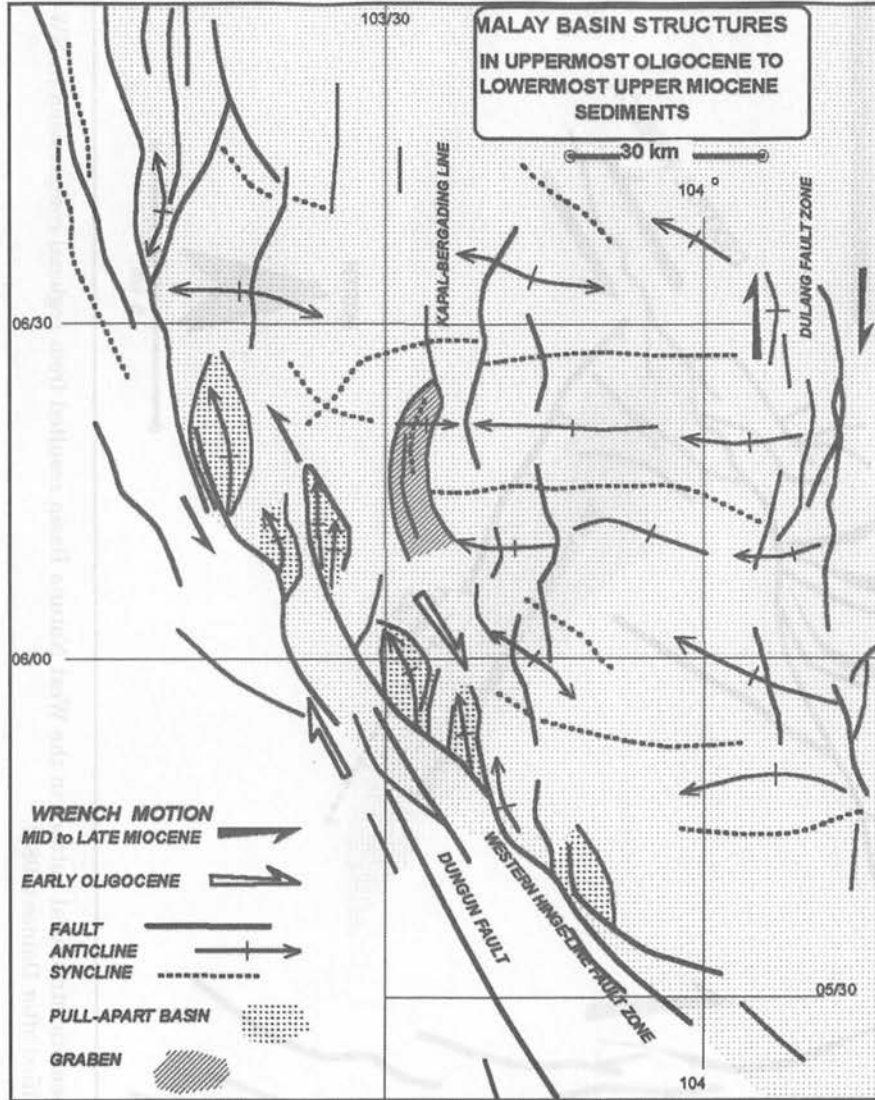 103/30
MALAY BASIN STRUCTURES
IN UPPERMOST OLIGOCENE TO
LOWERMOST UPPER MIOCENE
SEDIMENTS
30 km
104 °
KAPAL-BERGADING LINE
DULANG FAULT ZONE
06/30
06/00
WRENCH MOTION
MID to LATE MIOCENE
EARLY OLIGOCENE
FAULT
ANTICLINE
SYNCLINE
PULL-APART BASIN
GRABEN
DUNGUN FAULT
WESTERN HINGE-LINE FAULT ZONE
05/30
104